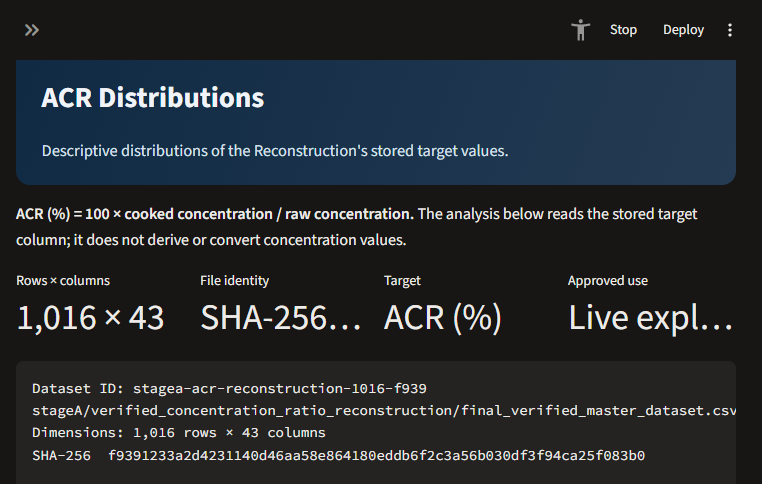 Stop Deploy
ACR Distributions
Descriptive distributions of the Reconstruction's stored target values.
ACR (%) = 100 × cooked concentration / raw concentration. The analysis below reads the stored target
column; it does not derive or convert concentration values.
Rows × columns File identity Target Approved use
1,016 × 43 SHA-256… ACR (%) Live expl…
Dataset ID: stagea-acr-reconstruction-1016-f939
stageA/verified_concentration_ratio_reconstruction/final_verified_master_dataset.csv
Dimensions: 1,016 rows × 43 columns
SHA-256 f9391233a2d4231140d46aa58e864180eddb6f2c3a56b030df3f94ca25f083b0